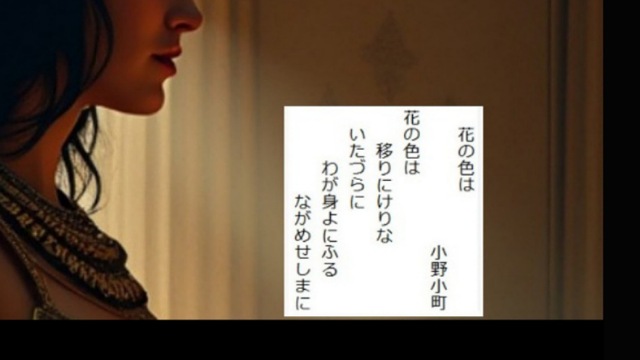 花の色は
小野小町
花の色は
移りにけりな
いたづらに
わが身よにふる
ながめせしまに